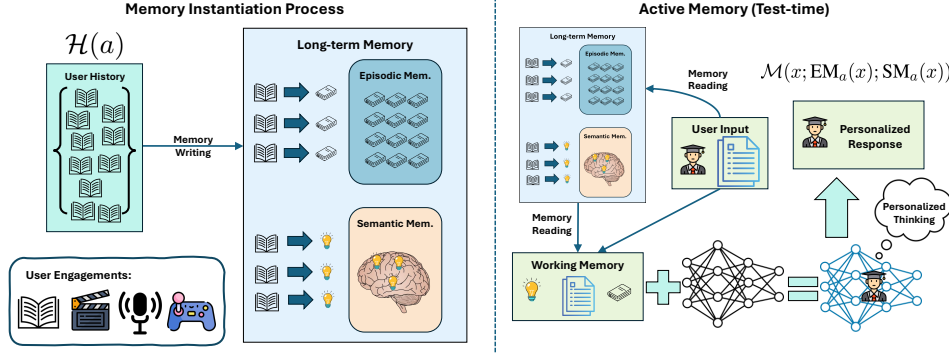 Memory Instantiation Process
ℋ(a)
User History
Memory
Writing
Long-term Memory
Episodic Mem.
Semantic Mem.
User Engagements:
Active Memory (Test-time)
Long-term Memory
Episodic Mem.
Semantic Mem.
Memory
Reading
User Input
Memory
Reading
Working Memory
ℳ(x; EMₐ(x); SMₐ(x))
Personalized
Response
Personalized
Thinking